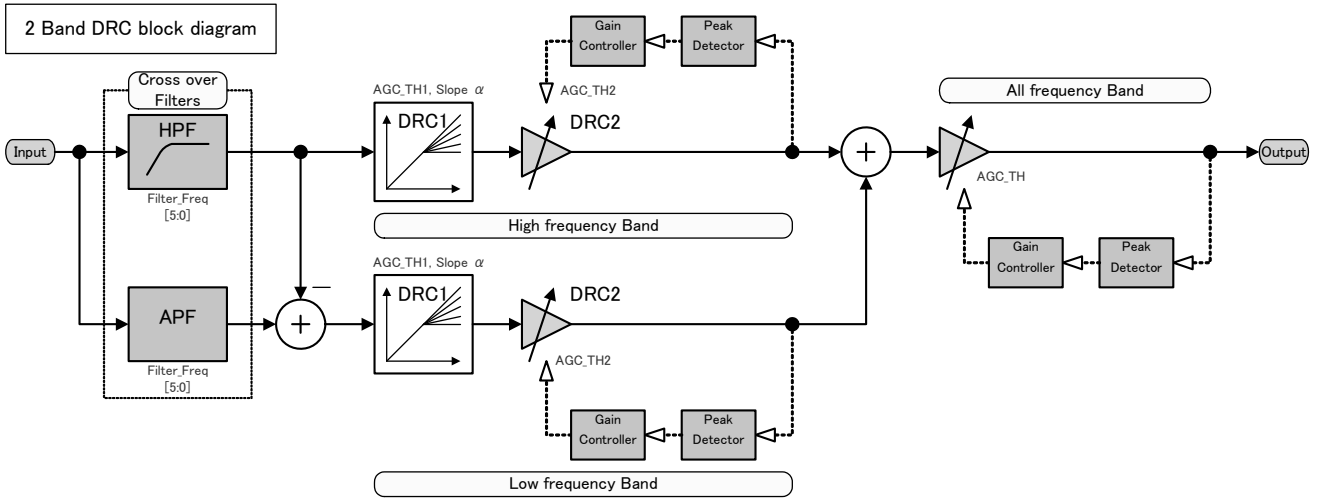 2 Band DRC block diagram
Cross over
Filters
Input
HPF
Filter_Freq
[5:0]
APF
Filter_Freq
[5:0]
+
—
AGC_TH1, Slope α
DRC1
AGC_TH2
DRC2
Gain
Controller
Peak
Detector
High frequency Band
AGC_TH1, Slope α
DRC1
DRC2
AGC_TH2
Gain
Controller
Peak
Detector
Low frequency Band
+
All frequency Band
AGC_TH
Gain
Controller
Peak
Detector
Output